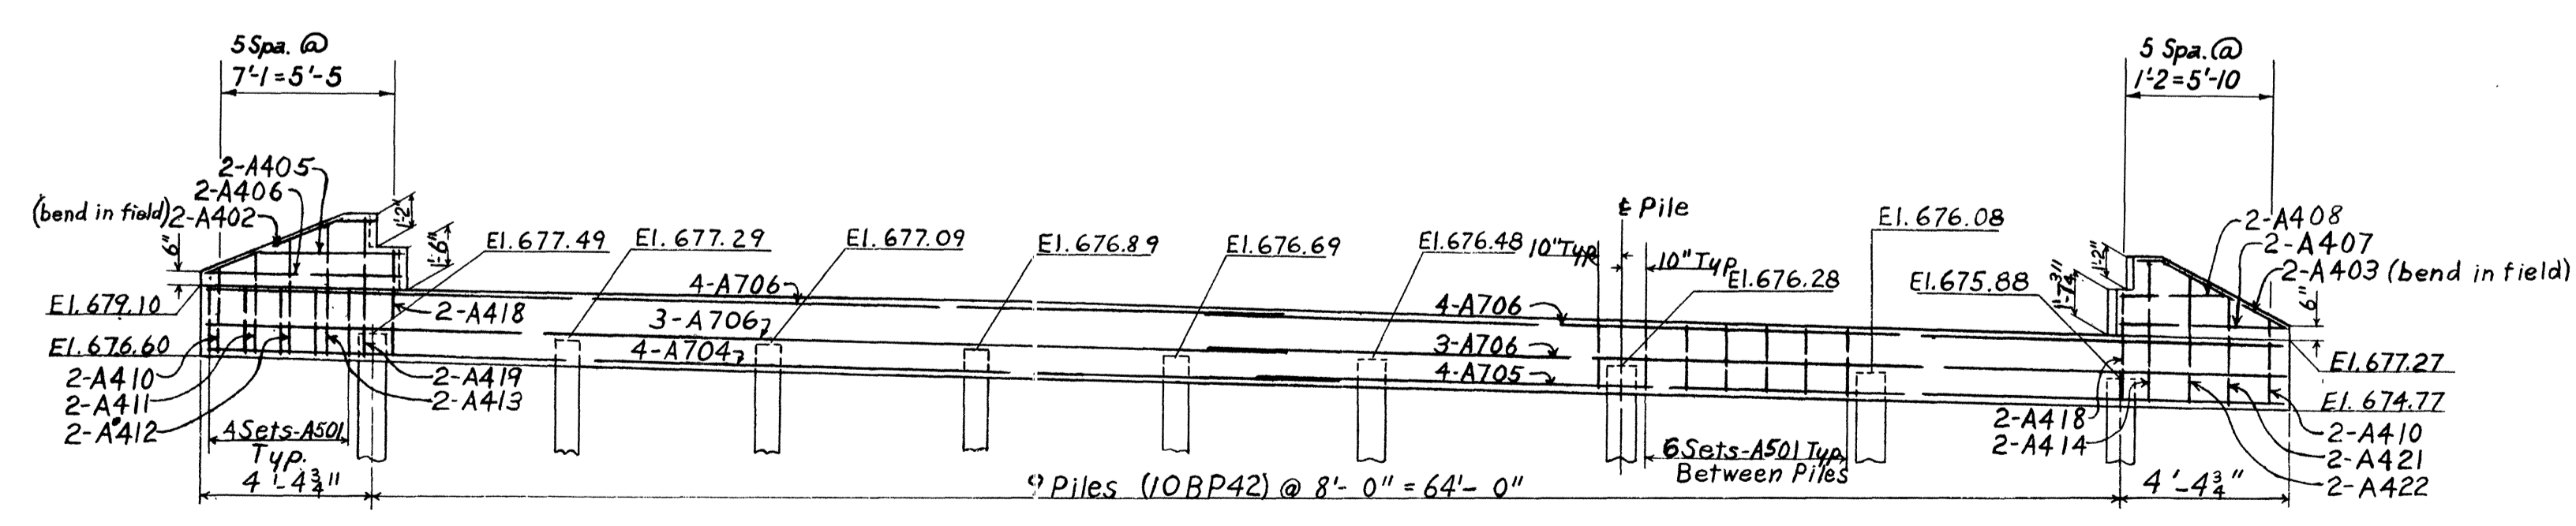 5 Spa. @
7'-1 = 5'-5
5 Spa. @
1'-2 = 5'-10
2-A405
2-A406
(bend in field) 2-A402
6"
1'-2"
1'-6"
El. 677.49
El. 677.29
El. 677.09
El. 676.89
El. 676.69
El. 676.48
10" Typ.
℄ Pile
10" Typ.
El. 676.28
El. 676.08
El. 675.88
1'-2"
2-A408
2-A407
2-A403 (bend in field)
6"
El. 679.10
El. 676.60
2-A418
4-A706
3-A706
4-A704
4-A706
3-A706
4-A705
El. 677.27
El. 674.77
2-A410
2-A411
2-A412
2-A419
2-A413
4 Sets-A501
Typ.
4'-4¾"
9 Piles (10BP42) @ 8'-0" = 64'-0"
6 Sets-A501 Typ.
Between Piles
2-A418
2-A414
2-A410
2-A421
2-A422
4'-4¾"